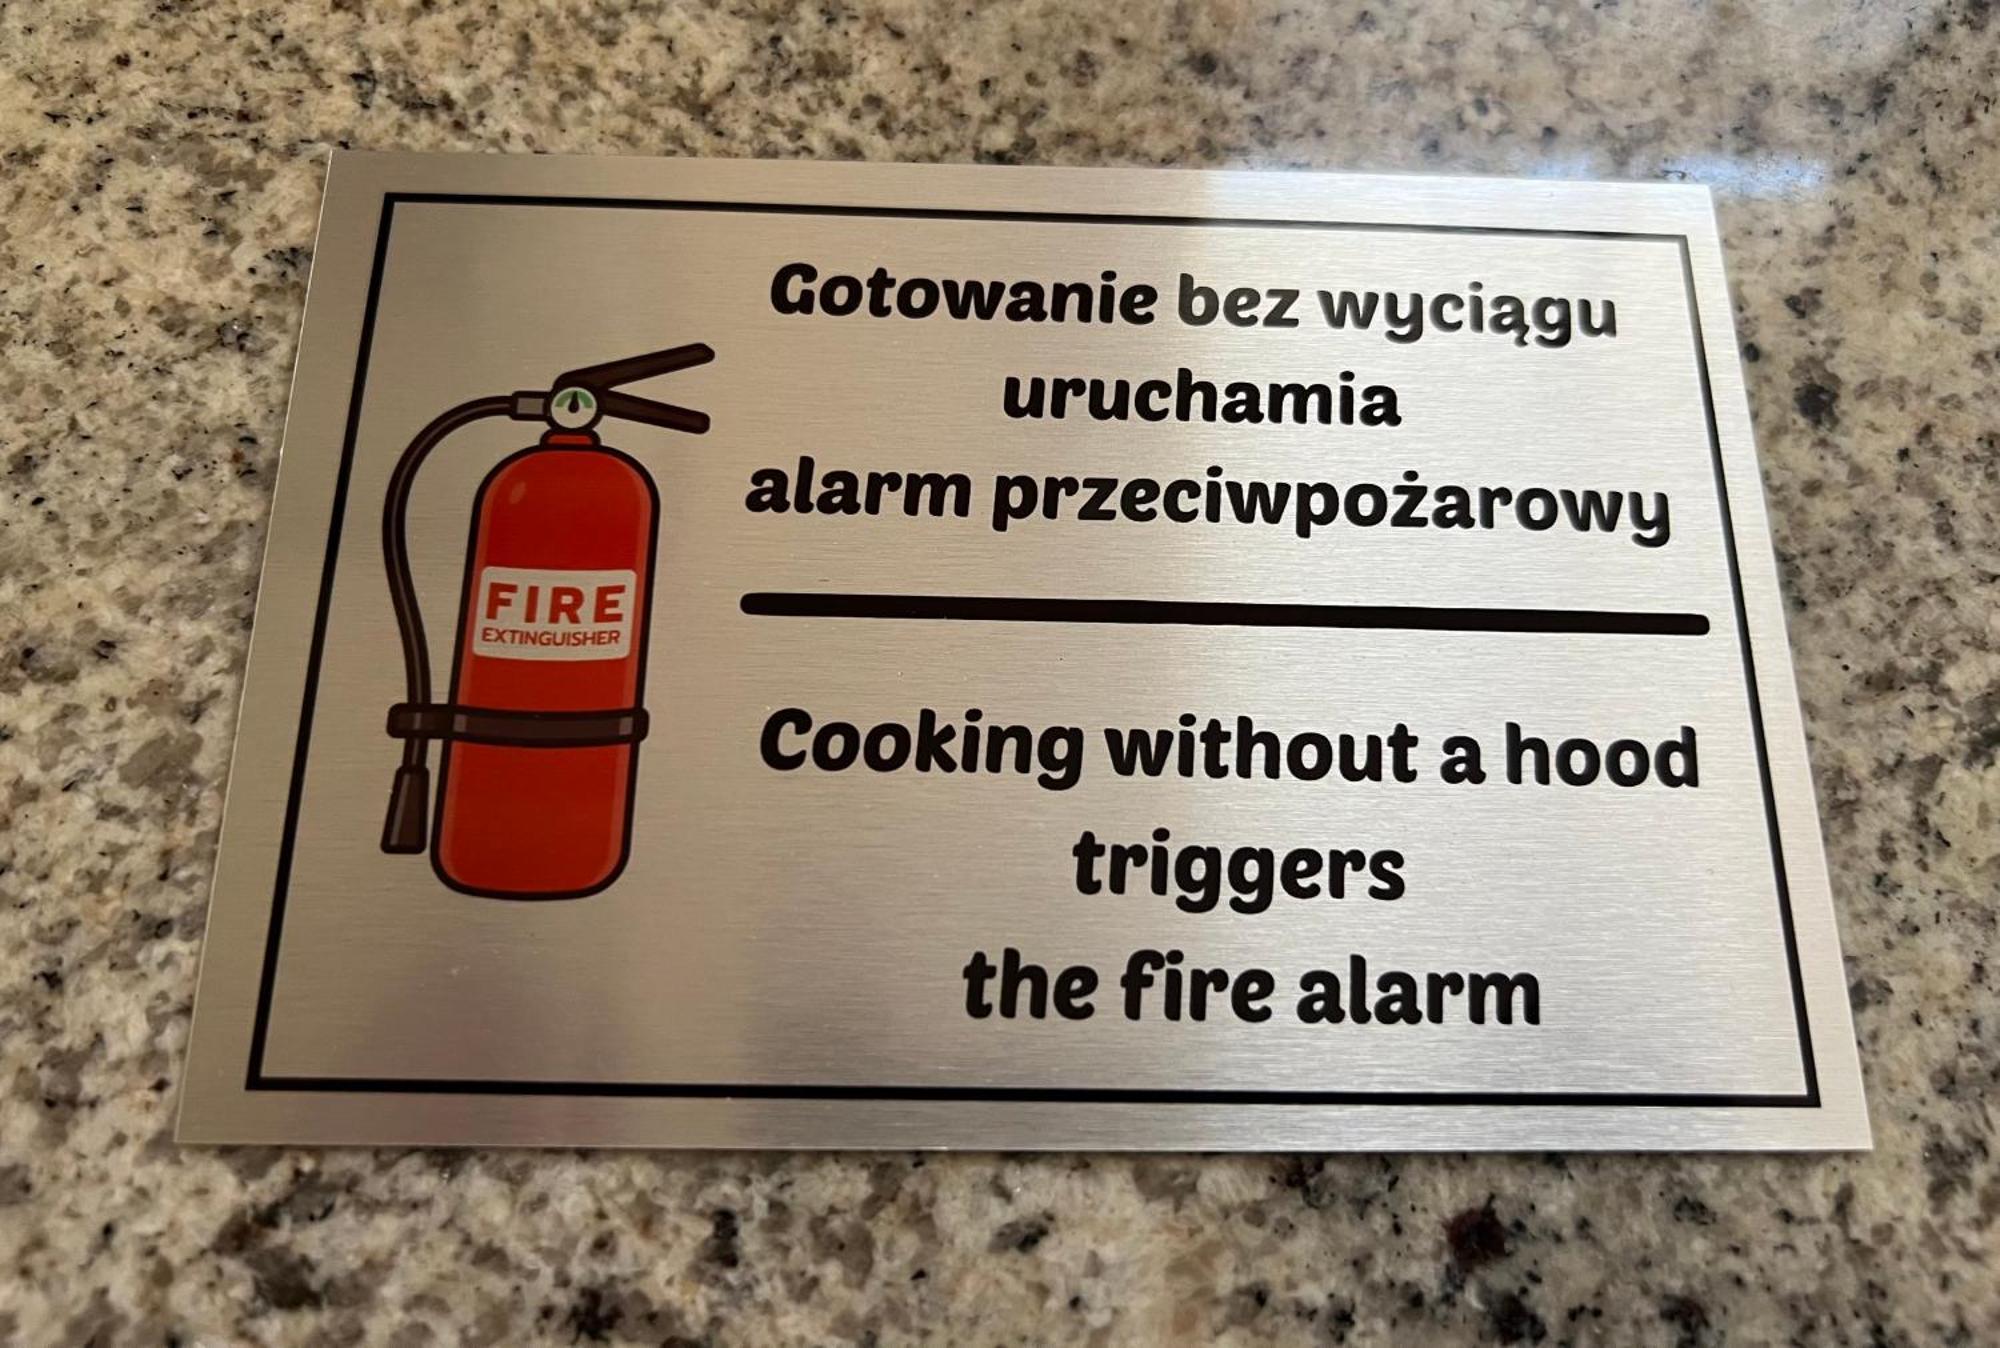 Gotowanie bez wyciągu
uruchamia
alarm przeciwpożarowy
FIRE
EXTINGUISHER
Cooking without a hood
triggers
the fire alarm